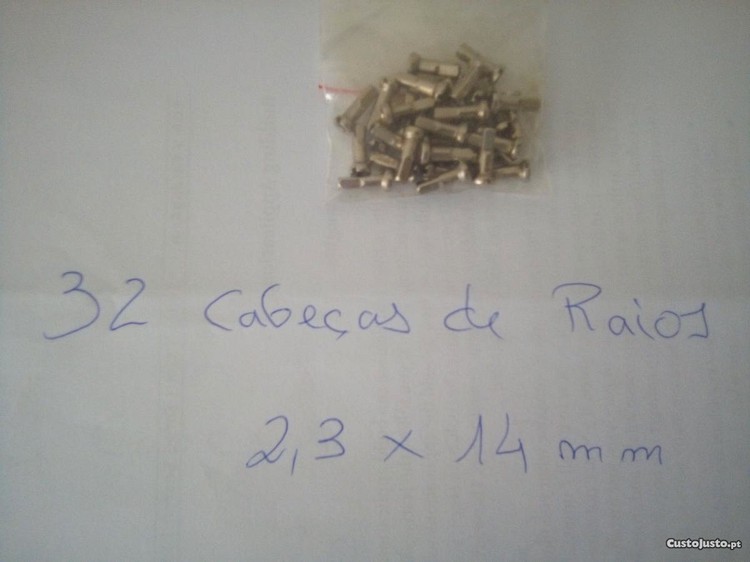 32 Cabeças de Raios
2,3 x 14 mm
CustoJusto.pt